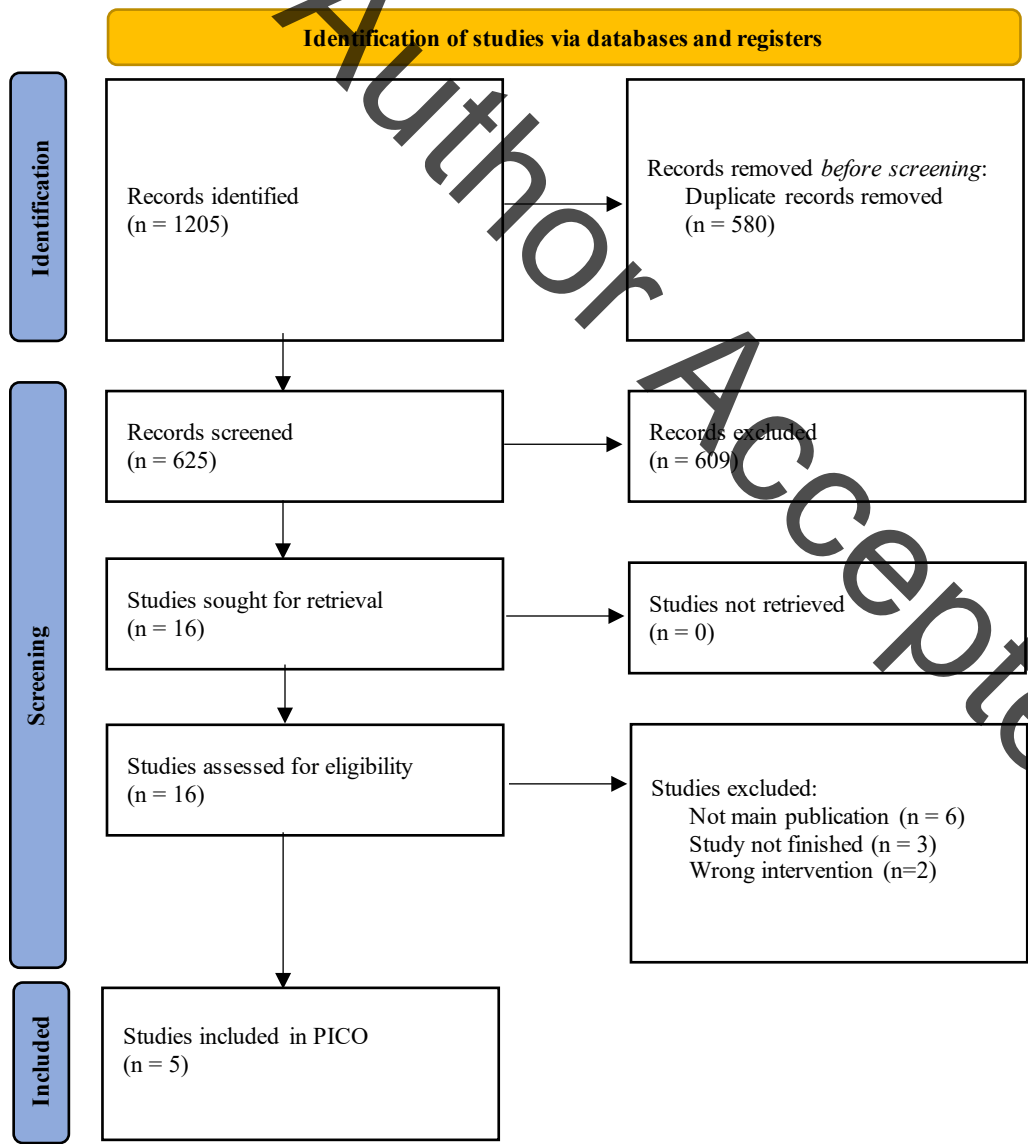 Identification of studies via databases and registers
Identification
Records identified
(n = 1205)
Records removed before screening:
Duplicate records removed
(n = 580)
Screening
Records screened
(n = 625)
Records excluded
(n = 609)
Studies sought for retrieval
(n = 16)
Studies not retrieved
(n = 0)
Studies assessed for eligibility
(n = 16)
Studies excluded:
Not main publication (n = 6)
Study not finished (n = 3)
Wrong intervention (n=2)
Included
Studies included in PICO
(n = 5)
Author Accepte